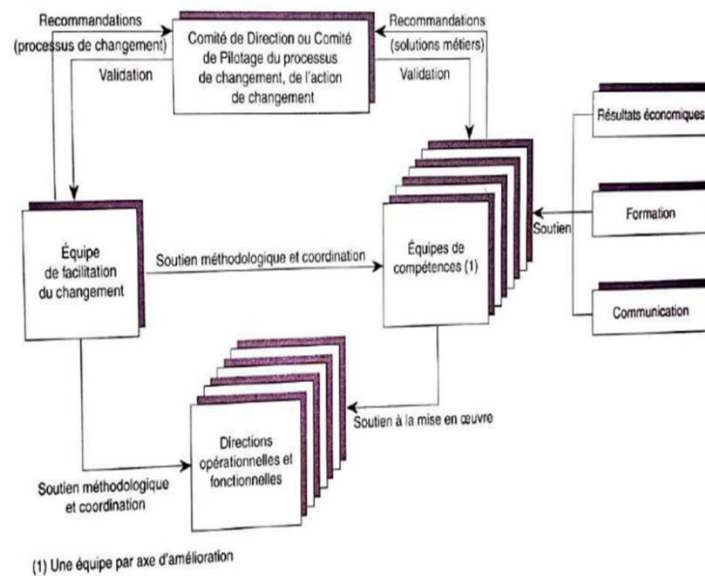 Recommandations
(processus de changement)
Validation
Comité de Direction ou Comité
de Pilotage du processus
de changement, de l'action
de changement
Recommandations
(solutions métiers)
Validation
Résultats économiques
Formation
Communication
Soutien
Équipe
de facilitation
du changement
Soutien méthodologique et coordination
Équipes de
compétences (1)
Soutien à la mise en œuvre
Directions
opérationnelles et
fonctionnelles
Soutien méthodologique
et coordination
(1) Une équipe par axe d'amélioration